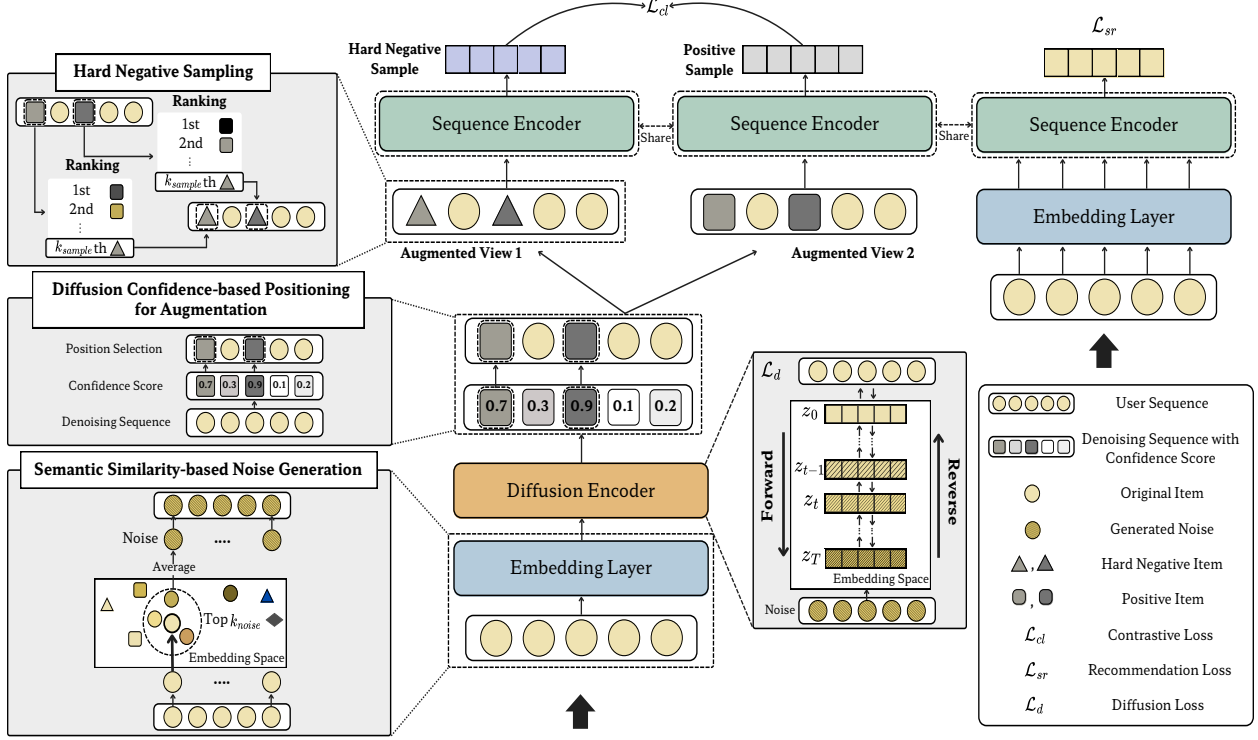 ℒ_cl
Hard Negative
Sample
Positive
Sample
ℒ_sr
Hard Negative Sampling
Ranking
1st
2nd
⋮
k_sample th
Ranking
1st
2nd
⋮
k_sample th
Sequence Encoder
Share
Sequence Encoder
Share
Sequence Encoder
Embedding Layer
Augmented View 1
Augmented View 2
Diffusion Confidence-based Positioning
for Augmentation
Position Selection
Confidence Score
0.7 0.3 0.9 0.1 0.2
Denoising Sequence
0.7 0.3 0.9 0.1 0.2
Diffusion Encoder
Embedding Layer
Semantic Similarity-based Noise Generation
Noise
....
Average
Top k_noise
Embedding Space
....
ℒ_d
z_0
z_t−1
z_t
z_T
Forward
Reverse
Embedding Space
Noise
User Sequence
Denoising Sequence with
Confidence Score
Original Item
Generated Noise
, Hard Negative Item
, Positive Item
ℒ_cl Contrastive Loss
ℒ_sr Recommendation Loss
ℒ_d Diffusion Loss